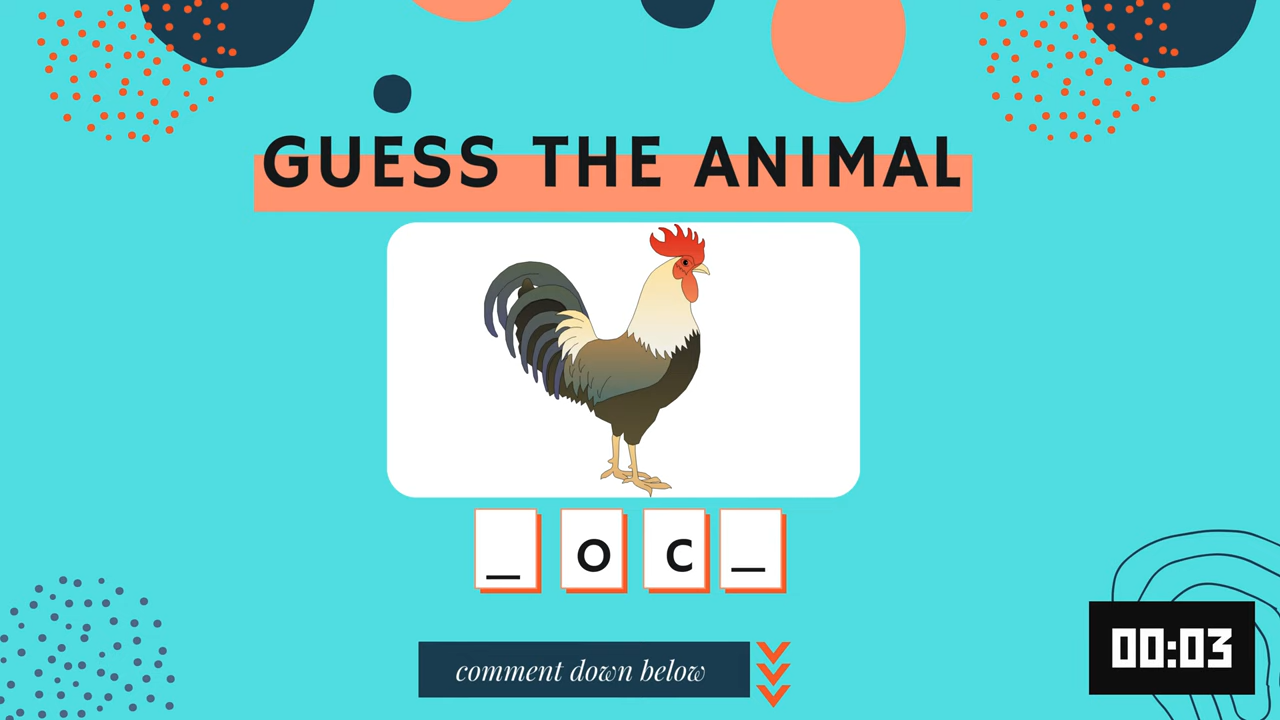 GUESS THE ANIMAL
_ O C _
comment down below
00:03